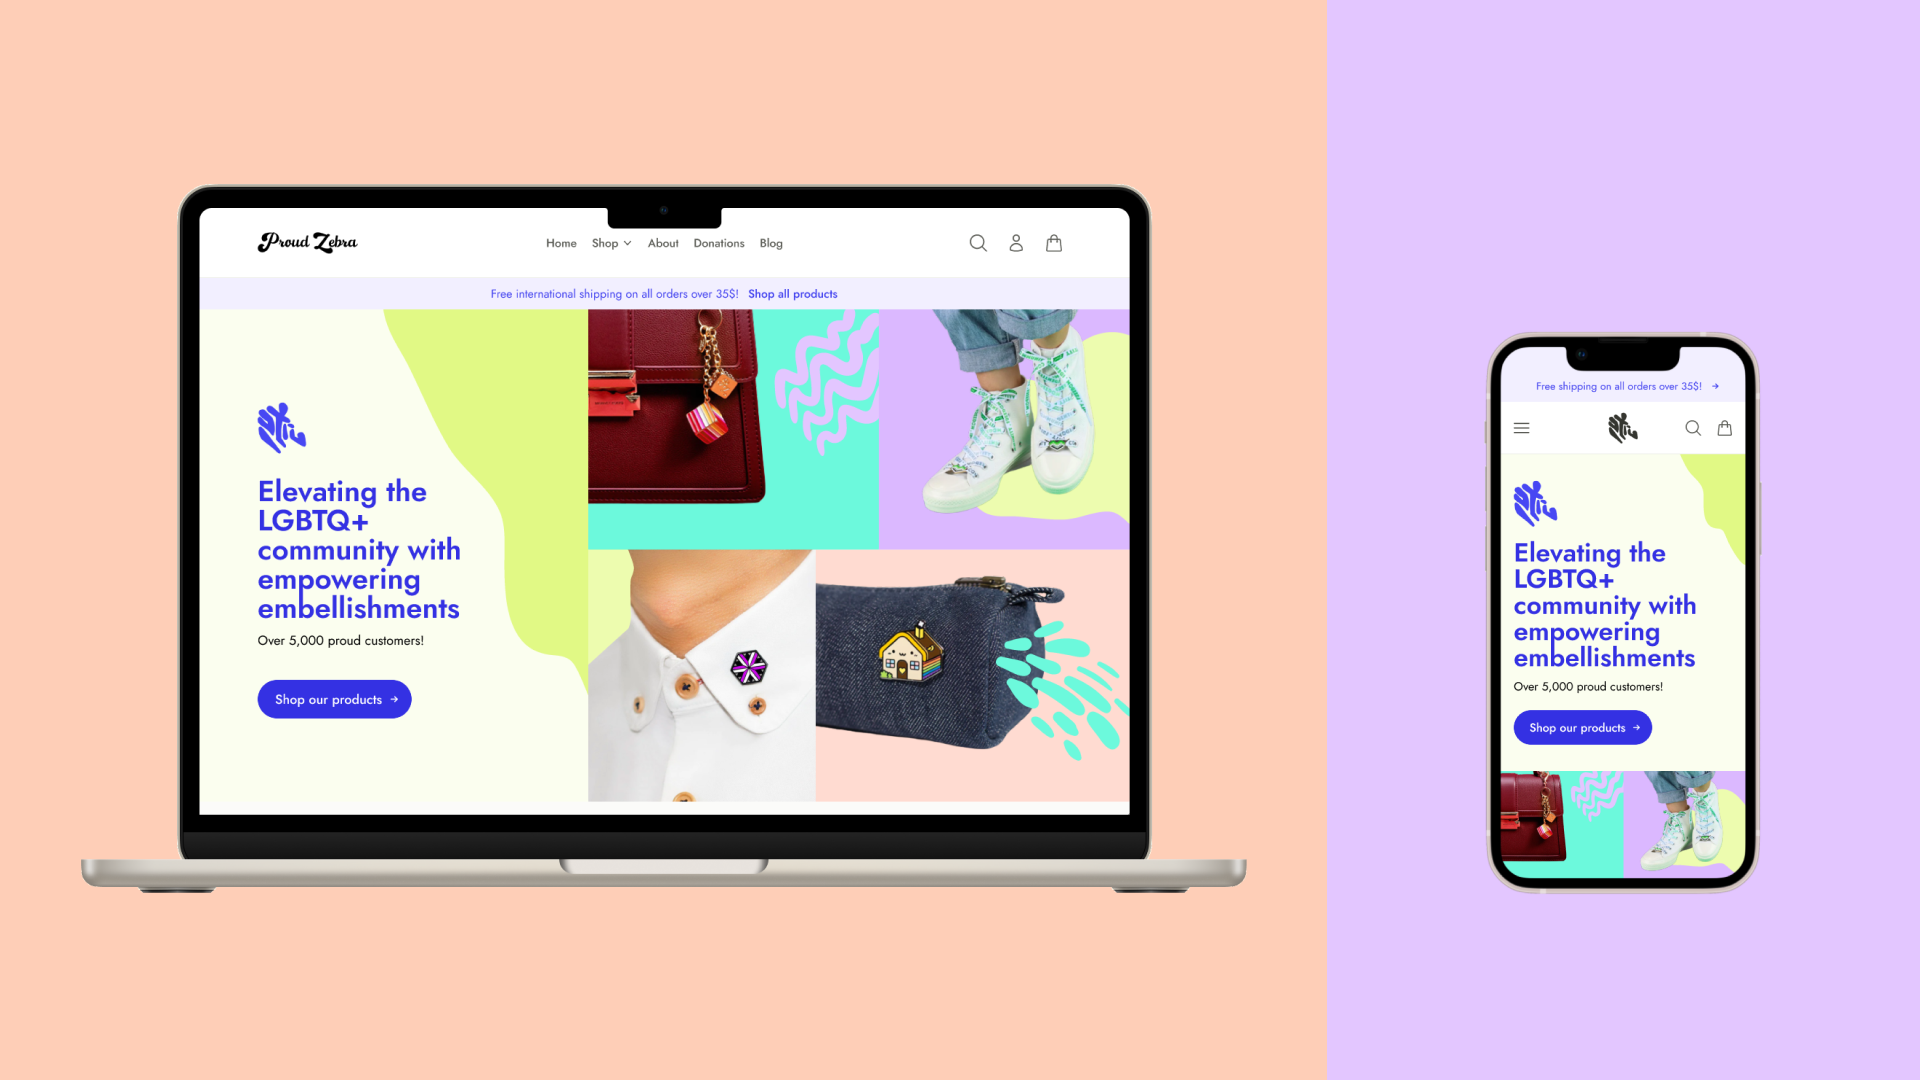 Proud Zebra
Home Shop About Donations Blog
Free international shipping on all orders over 35$! Shop all products
Elevating the
LGBTQ+
community with
empowering
embellishments
Over 5,000 proud customers!
Shop our products →
Free shipping on all orders over 35$! →
Elevating the
LGBTQ+
community with
empowering
embellishments
Over 5,000 proud customers!
Shop our products →